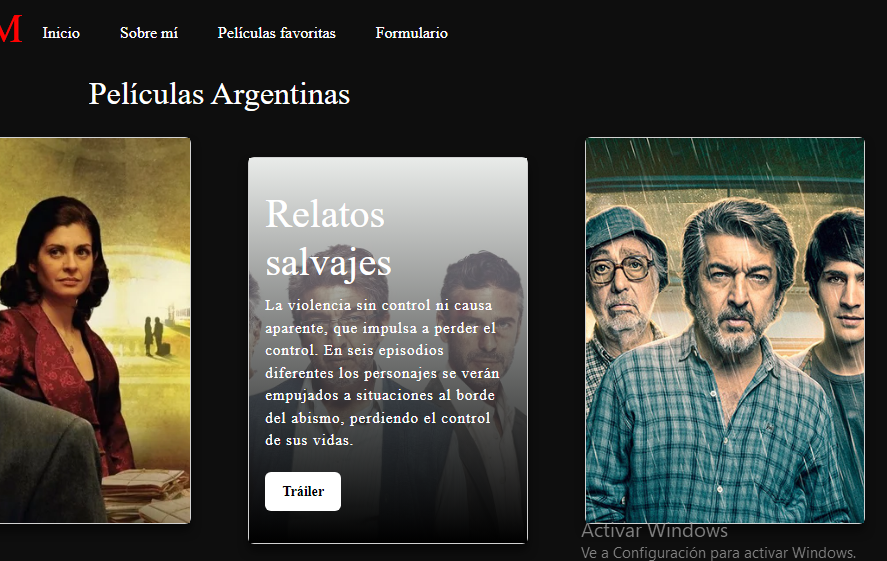 M Inicio Sobre mí Películas favoritas Formulario
Películas Argentinas
Relatos
salvajes
La violencia sin control ni causa
aparente, que impulsa a perder el
control. En seis episodios
diferentes los personajes se verán
empujados a situaciones al borde
del abismo, perdiendo el control
de sus vidas.
Tráiler
Activar Windows
Ve a Configuración para activar Windows.